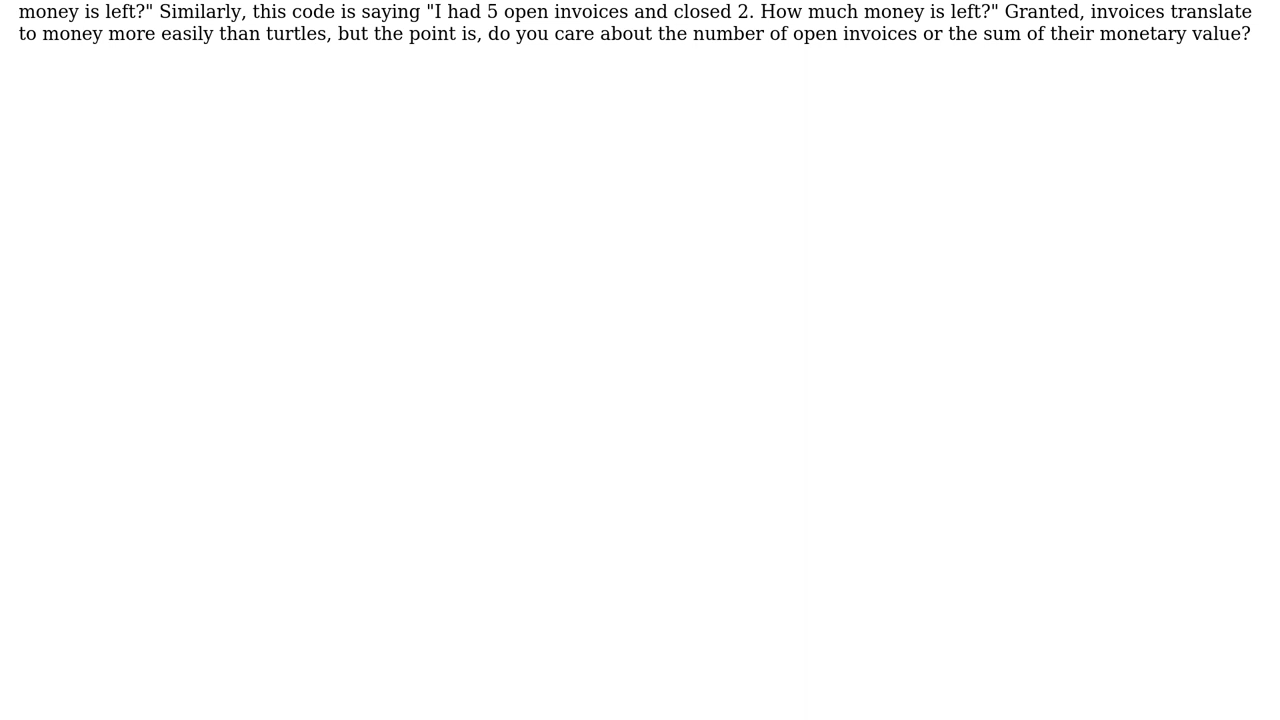 money is left?" Similarly, this code is saying "I had 5 open invoices and closed 2. How much money is left?" Granted, invoices translate
to money more easily than turtles, but the point is, do you care about the number of open invoices or the sum of their monetary value?